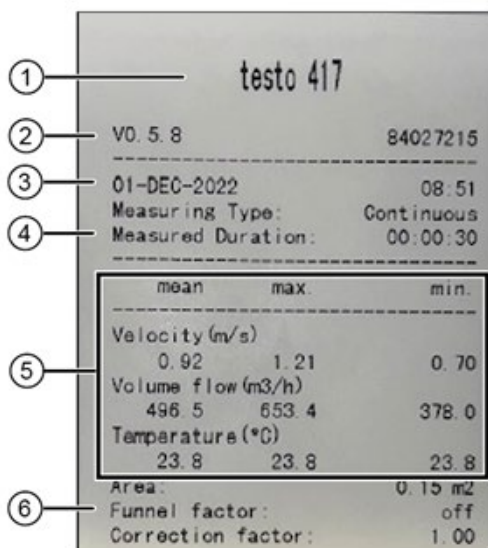 ① testo 417
② V0.5.8 84027215
③ 01-DEC-2022 08:51
Measuring Type: Continuous
④ Measured Duration: 00:00:30
mean max. min.
⑤ Velocity(m/s)
0.92 1.21 0.70
Volume flow(m3/h)
496.5 653.4 378.0
Temperature(°C)
23.8 23.8 23.8
Area: 0.15 m2
⑥ Funnel factor: off
Correction factor: 1.00